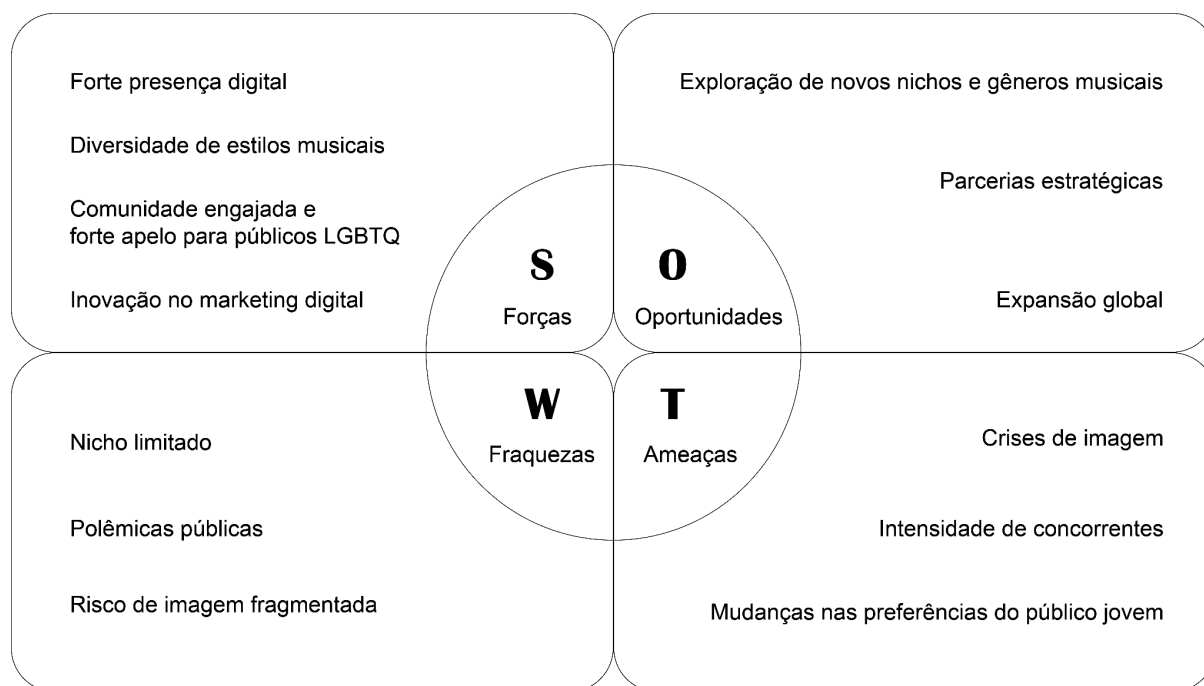 Forte presença digital
Diversidade de estilos musicais
Comunidade engajada e
forte apelo para públicos LGBTQ
Inovação no marketing digital
S
Forças
Exploração de novos nichos e gêneros musicais
Parcerias estratégicas
Expansão global
O
Oportunidades
Nicho limitado
Polêmicas públicas
Risco de imagem fragmentada
W
Fraquezas
T
Ameaças
Crises de imagem
Intensidade de concorrentes
Mudanças nas preferências do público jovem